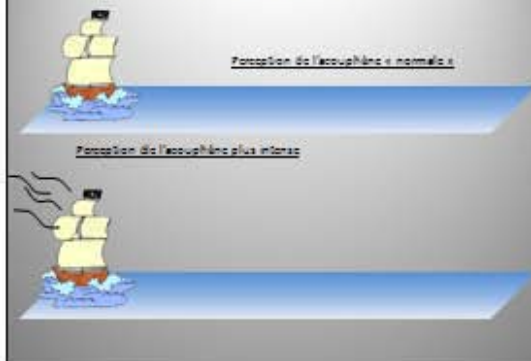 Perception de l'acouphène « normale »
Perception de l'acouphène plus intense